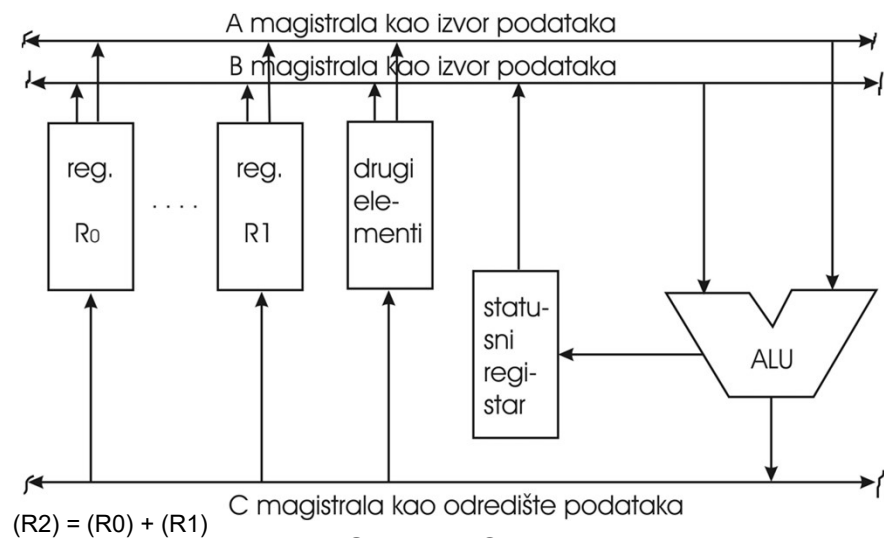 A magistrala kao izvor podataka
B magistrala kao izvor podataka
reg.
R0
. . . .
reg.
R1
drugi
ele-
menti
statu-
sni
regi-
star
ALU
C magistrala kao odredište podataka
(R2) = (R0) + (R1)